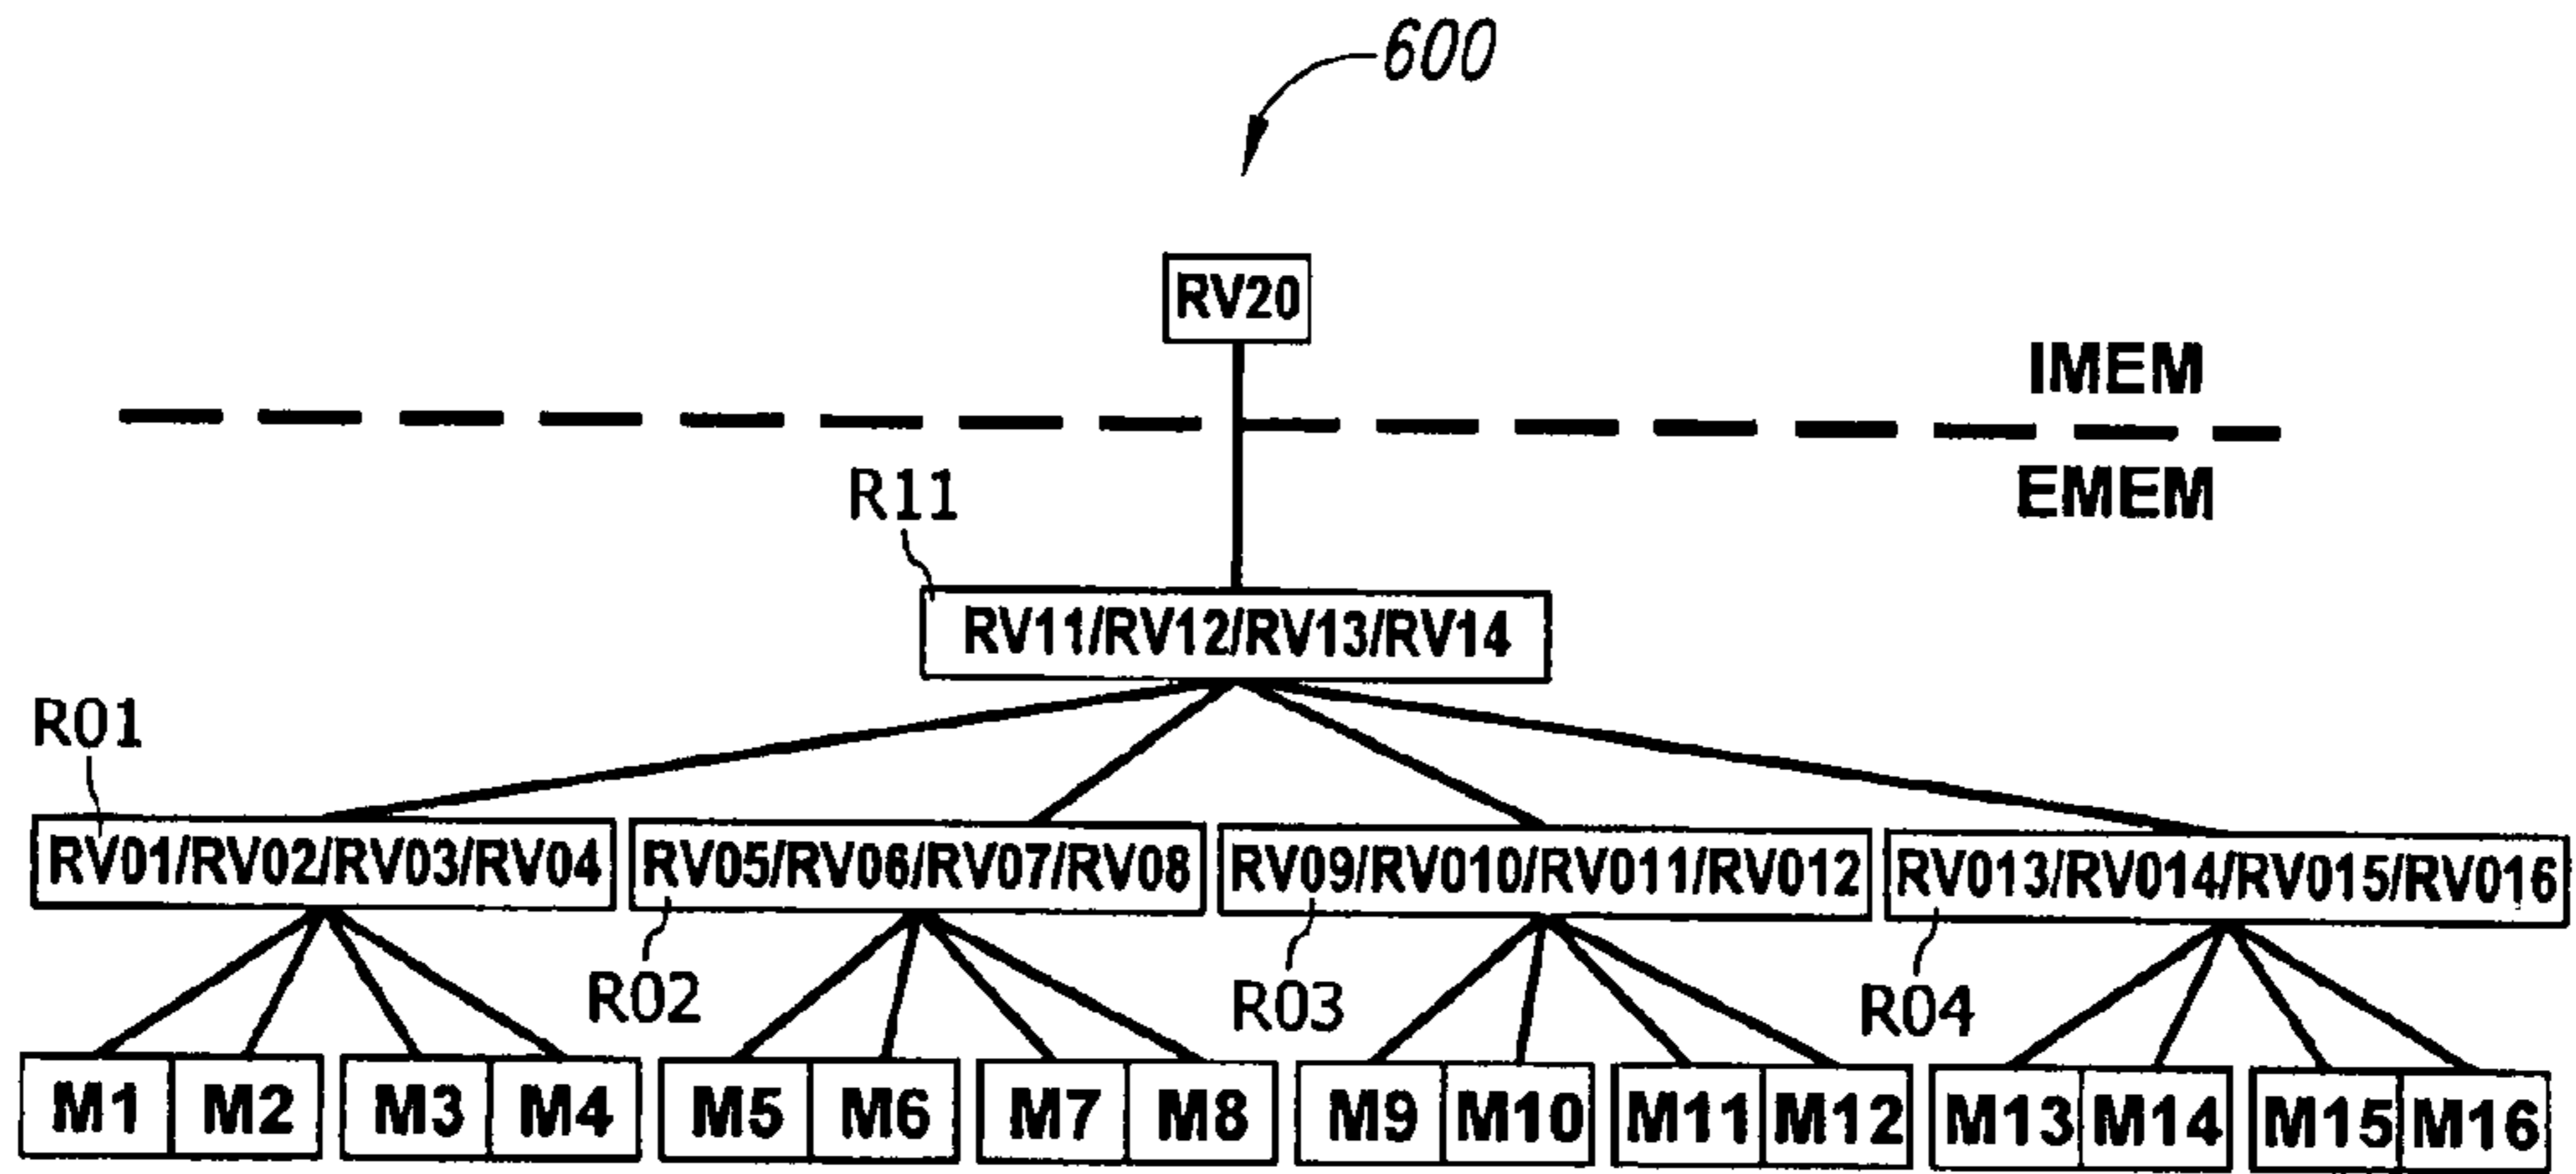 600
RV20
IMEM
EMEM
R11
RV11/RV12/RV13/RV14
R01
RV01/RV02/RV03/RV04 RV05/RV06/RV07/RV08 RV09/RV010/RV011/RV012 RV013/RV014/RV015/RV016
R02 R03 R04
M1 M2 M3 M4 M5 M6 M7 M8 M9 M10 M11 M12 M13 M14 M15 M16